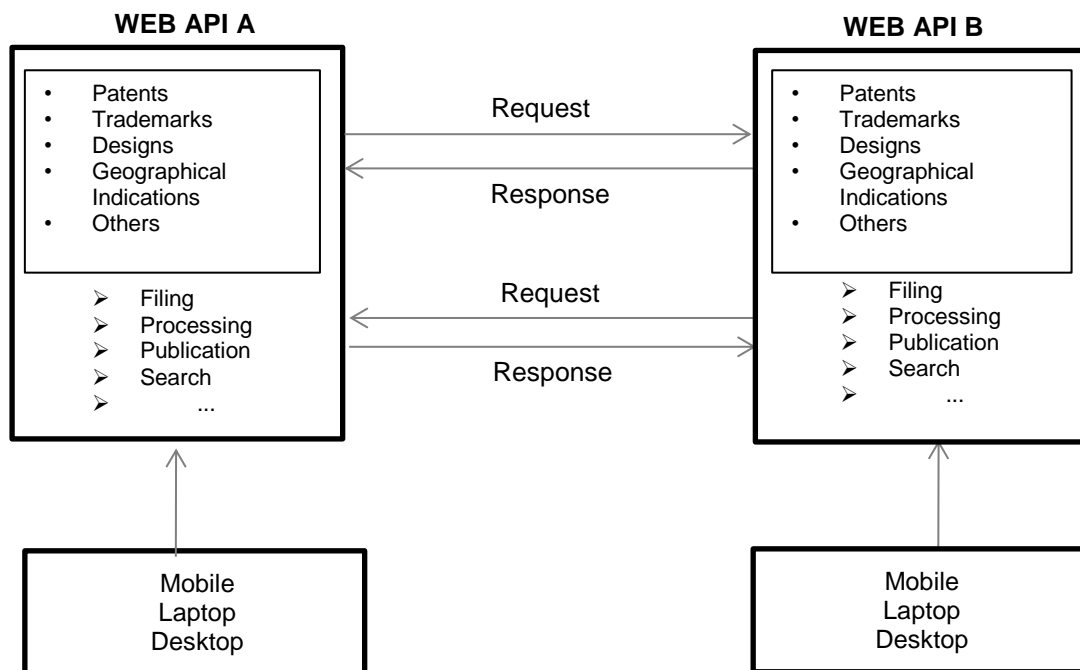 WEB API A
• Patents
• Trademarks
• Designs
• Geographical
Indications
• Others
➢ Filing
➢ Processing
➢ Publication
➢ Search
➢ ...
Request
Response
Request
Response
WEB API B
• Patents
• Trademarks
• Designs
• Geographical
Indications
• Others
➢ Filing
➢ Processing
➢ Publication
➢ Search
➢ ...
Mobile
Laptop
Desktop
Mobile
Laptop
Desktop